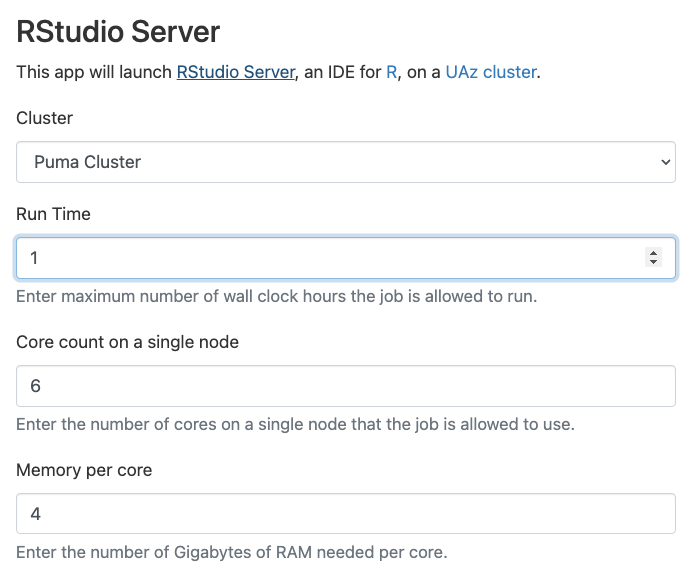 RStudio Server
This app will launch RStudio Server, an IDE for R, on a UAz cluster.
Cluster
Puma Cluster
Run Time
1
Enter maximum number of wall clock hours the job is allowed to run.
Core count on a single node
6
Enter the number of cores on a single node that the job is allowed to use.
Memory per core
4
Enter the number of Gigabytes of RAM needed per core.